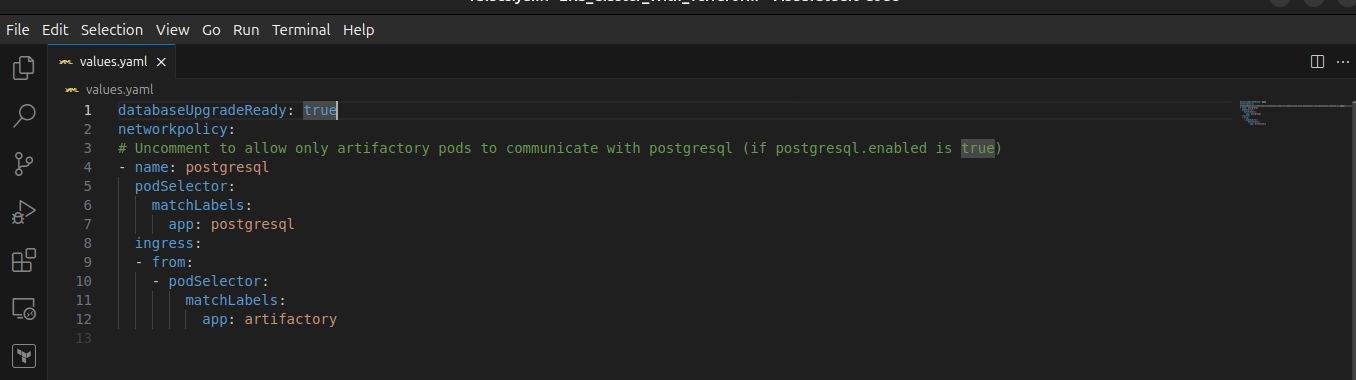 File Edit Selection View Go Run Terminal Help
values.yaml
values.yaml
1 databaseUpgradeReady: true
2 networkpolicy:
3 # Uncomment to allow only artifactory pods to communicate with postgresql (if postgresql.enabled is true)
4 - name: postgresql
5 podSelector:
6 matchLabels:
7 app: postgresql
8 ingress:
9 - from:
10 - podSelector:
11 matchLabels:
12 app: artifactory
13